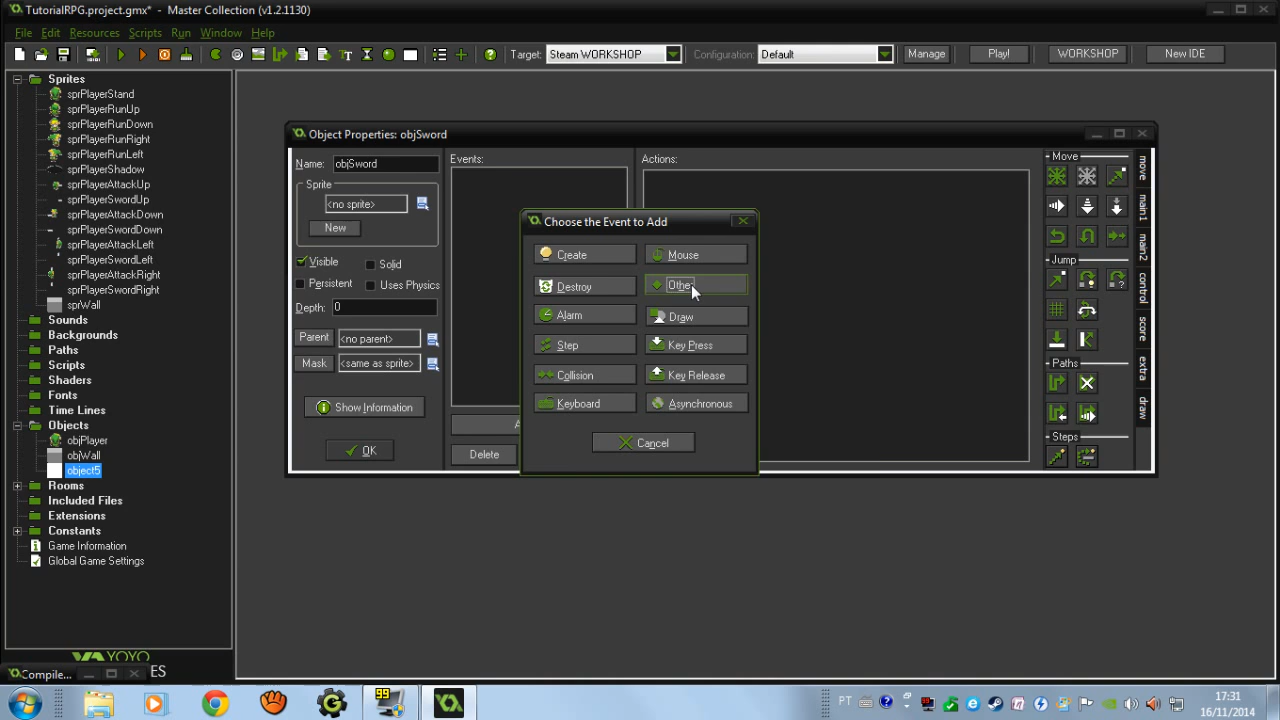 TutorialRPG.project.gmx* - Master Collection (v1.2.1130)
File Edit Resources Scripts Run Window Help
Target: Steam WORKSHOP Configuration: Default Manage Play! WORKSHOP New IDE
Sprites
sprPlayerStand
sprPlayerRunUp
sprPlayerRunDown
sprPlayerRunRight
sprPlayerRunLeft
sprPlayerShadow
sprPlayerAttackUp
sprPlayerSwordUp
sprPlayerAttackDown
sprPlayerSwordDown
sprPlayerAttackLeft
sprPlayerSwordLeft
sprPlayerAttackRight
sprPlayerSwordRight
sprWall
Sounds
Backgrounds
Paths
Scripts
Shaders
Fonts
Time Lines
Objects
objPlayer
objWall
object5
Rooms
Included Files
Extensions
Constants
Game Information
Global Game Settings
YOYO
ES
Compile...
Object Properties: objSword
Name: objSword
Sprite
<no sprite>
New
Visible Solid
Persistent Uses Physics
Depth: 0
Parent <no parent>
Mask <same as sprite>
Show Information
OK
Events:
A
Delete
Actions:
Choose the Event to Add
Create Mouse
Destroy Othe
Alarm Draw
Step Key Press
Collision Key Release
Keyboard Asynchronous
Cancel
Move
Jump
Paths
Steps
move
main1
main2
control
score
extra
draw
99
PT
17:31
16/11/2014